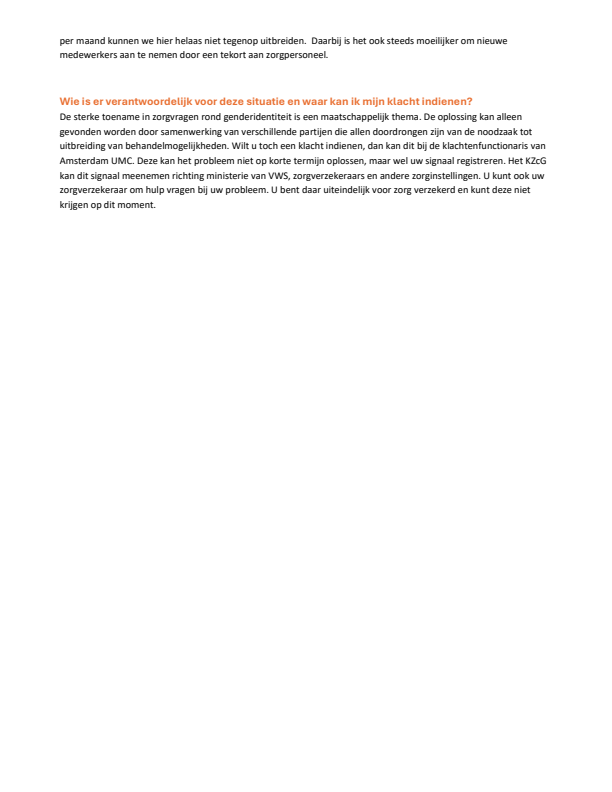 per maand kunnen we hier helaas niet tegenop uitbreiden.  Daarbij is het ook steeds moeilijker om nieuwe
medewerkers aan te nemen door een tekort aan zorgpersoneel.
Wie is er verantwoordelijk voor deze situatie en waar kan ik mijn klacht indienen?
De sterke toename in zorgvragen rond genderidentiteit is een maatschappelijk thema. De oplossing kan alleen
gevonden worden door samenwerking van verschillende partijen die allen doordrongen zijn van de noodzaak tot
uitbreiding van behandelmogelijkheden. Wilt u toch een klacht indienen, dan kan dit bij de klachtenfunctionaris van
Amsterdam UMC. Deze kan het probleem niet op korte termijn oplossen, maar wel uw signaal registreren. Het KZcG
kan dit signaal meenemen richting ministerie van VWS, zorgverzekeraars en andere zorginstellingen. U kunt ook uw
zorgverzekeraar om hulp vragen bij uw probleem. U bent daar uiteindelijk voor zorg verzekerd en kunt deze niet
krijgen op dit moment.